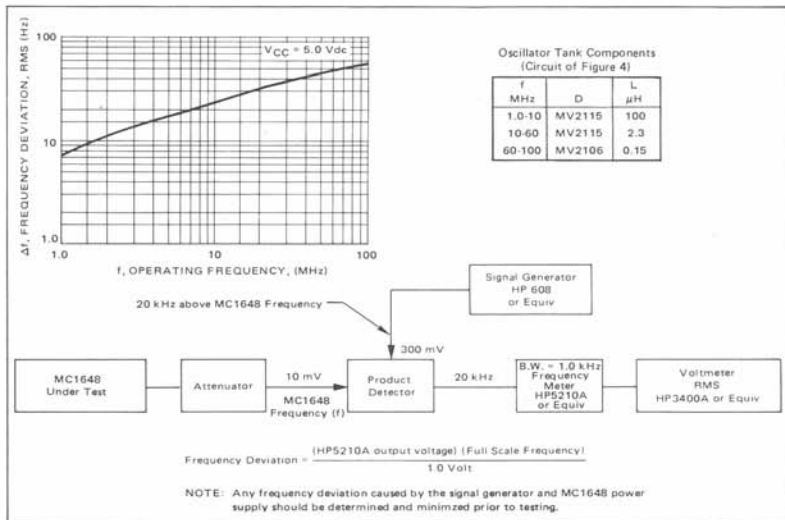 Δf, FREQUENCY DEVIATION, RMS (Hz)
100
10
1.0
VCC = 5.0 Vdc
1.0
10
100
f, OPERATING FREQUENCY, (MHz)
Oscillator Tank Components
(Circuit of Figure 4)
f MHz D L μH
1.0-10 MV2115 100
10-60 MV2115 2.3
60-100 MV2106 0.15
Signal Generator
HP 608
or Equiv
20 kHz above MC1648 Frequency
300 mV
MC1648
Under Test
Attenuator
10 mV
MC1648
Frequency (f)
Product
Detector
20 kHz
B.W. = 1.0 kHz
Frequency
Meter
HP5210A
or Equiv
Voltmeter
RMS
HP3400A or Equiv
Frequency Deviation = (HP5210A output voltage) (Full Scale Frequency)
1.0 Volt
NOTE: Any frequency deviation caused by the signal generator and MC1648 power
supply should be determined and minimzed prior to testing.